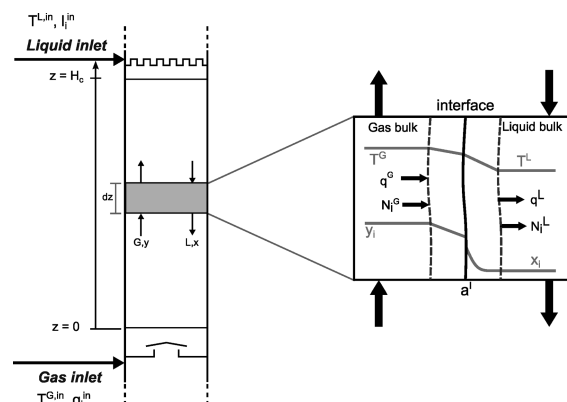 T^L,in, l_i^in
Liquid inlet
z = H_c
dz
G,y
L,x
z = 0
Gas inlet
T^G,in, g_i^in
interface
Gas bulk
Liquid bulk
T^G
T^L
q^G
q^L
N_i^G
N_i^L
y_i
x_i
a^I